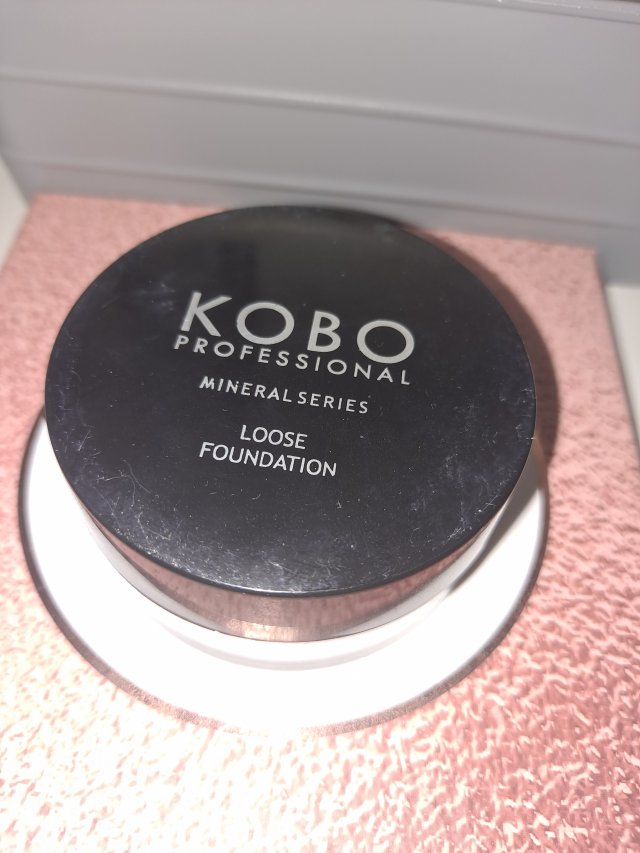 KOBO
PROFESSIONAL
MINERAL SERIES
LOOSE
FOUNDATION